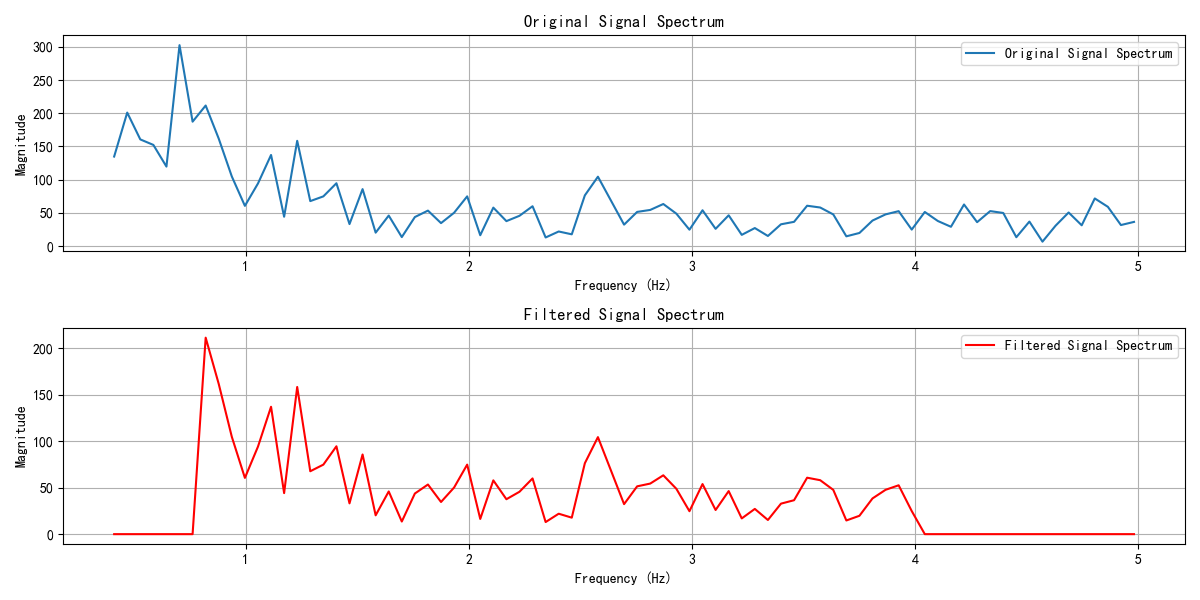 Original Signal Spectrum
300
250
200
150
100
50
0
Magnitude
Original Signal Spectrum
1 2 3 4 5
Frequency (Hz)
Filtered Signal Spectrum
200
150
100
50
0
Magnitude
Filtered Signal Spectrum
1 2 3 4 5
Frequency (Hz)